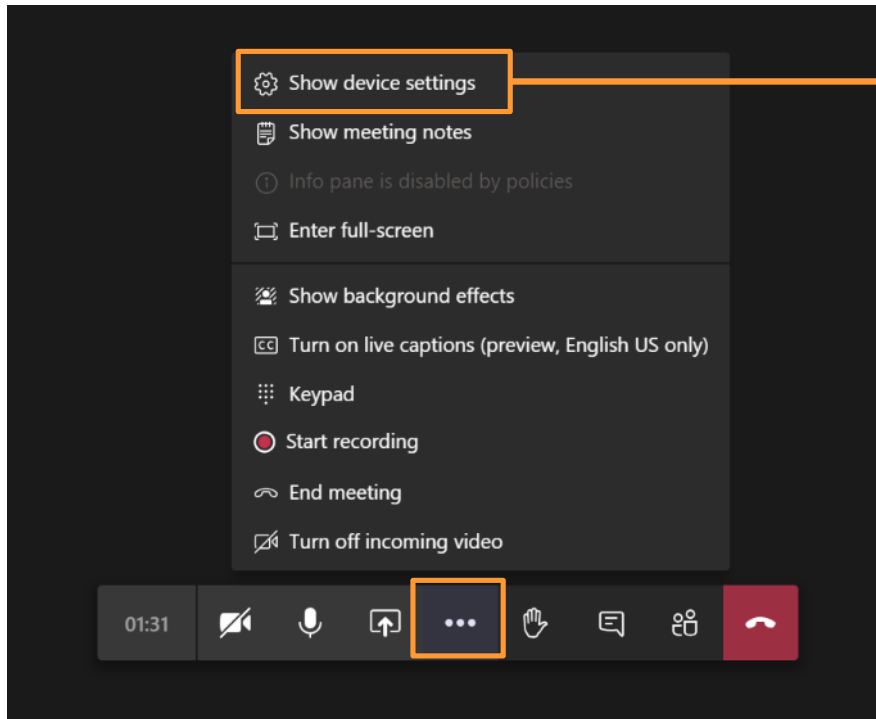 Show device settings
Show meeting notes
Info pane is disabled by policies
Enter full-screen
Show background effects
CC Turn on live captions (preview, English US only)
Keypad
Start recording
End meeting
Turn off incoming video
01:31